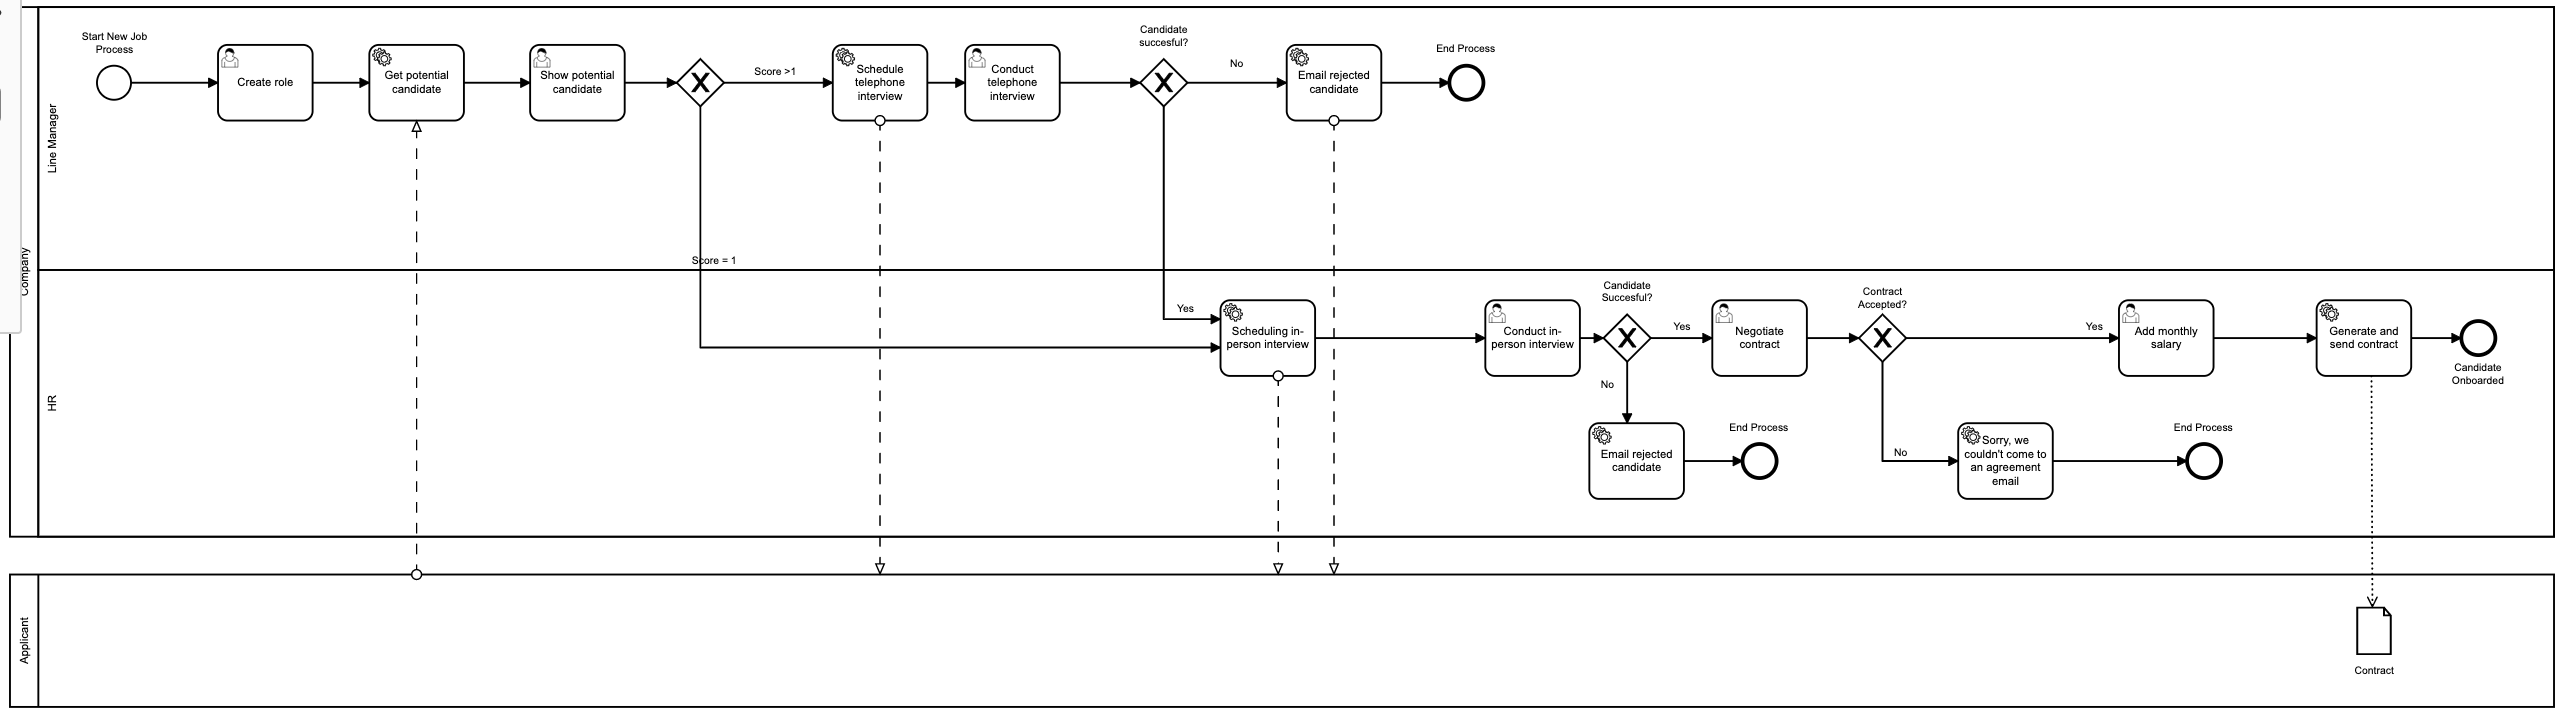 Start New Job
Process
Create role
Get potential
candidate
Show potential
candidate
Score >1
Schedule
telephone
interview
Conduct
telephone
interview
Candidate
succesful?
No
Email rejected
candidate
End Process
Line Manager
Company
Score = 1
HR
Yes
Scheduling in-
person interview
Conduct in-
person interview
Candidate
Succesful?
Yes
Negotiate
contract
Contract
Accepted?
Yes
Add monthly
salary
Generate and
send contract
Candidate
Onboarded
No
Email rejected
candidate
End Process
No
Sorry, we
couldn't come to
an agreement
email
End Process
Applicant
Contract